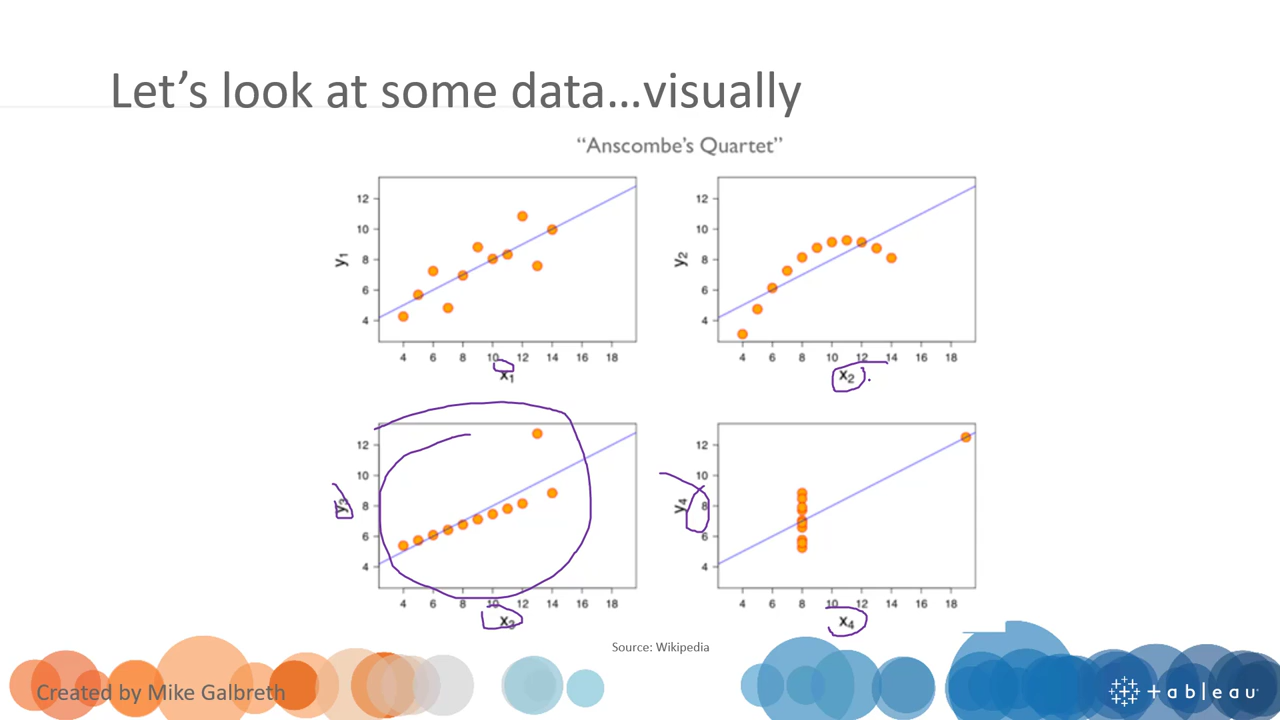 Let's look at some data...visually
“Anscombe's Quartet”
12
10
8
6
4
y1
4 6 8 10 12 14 16 18
x1
12
10
8
6
4
y2
4 6 8 10 12 14 16 18
x2
12
10
8
6
4
y3
4 6 8 10 12 14 16 18
x3
12
10
8
6
4
y4
4 6 8 10 12 14 16 18
x4
Source: Wikipedia
Created by Mike Galbreth
+ableau